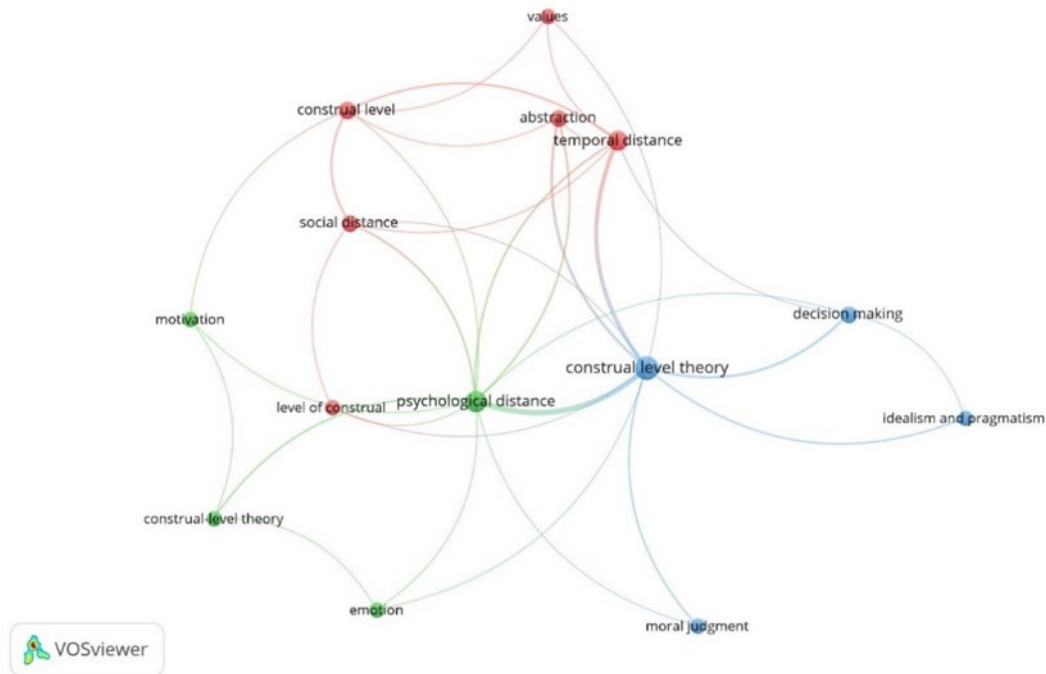 values
construal level
abstraction
temporal distance
social distance
motivation
decision making
construal level theory
psychological distance
level of construal
idealism and pragmatism
construal-level theory
emotion
moral judgment
VOSviewer